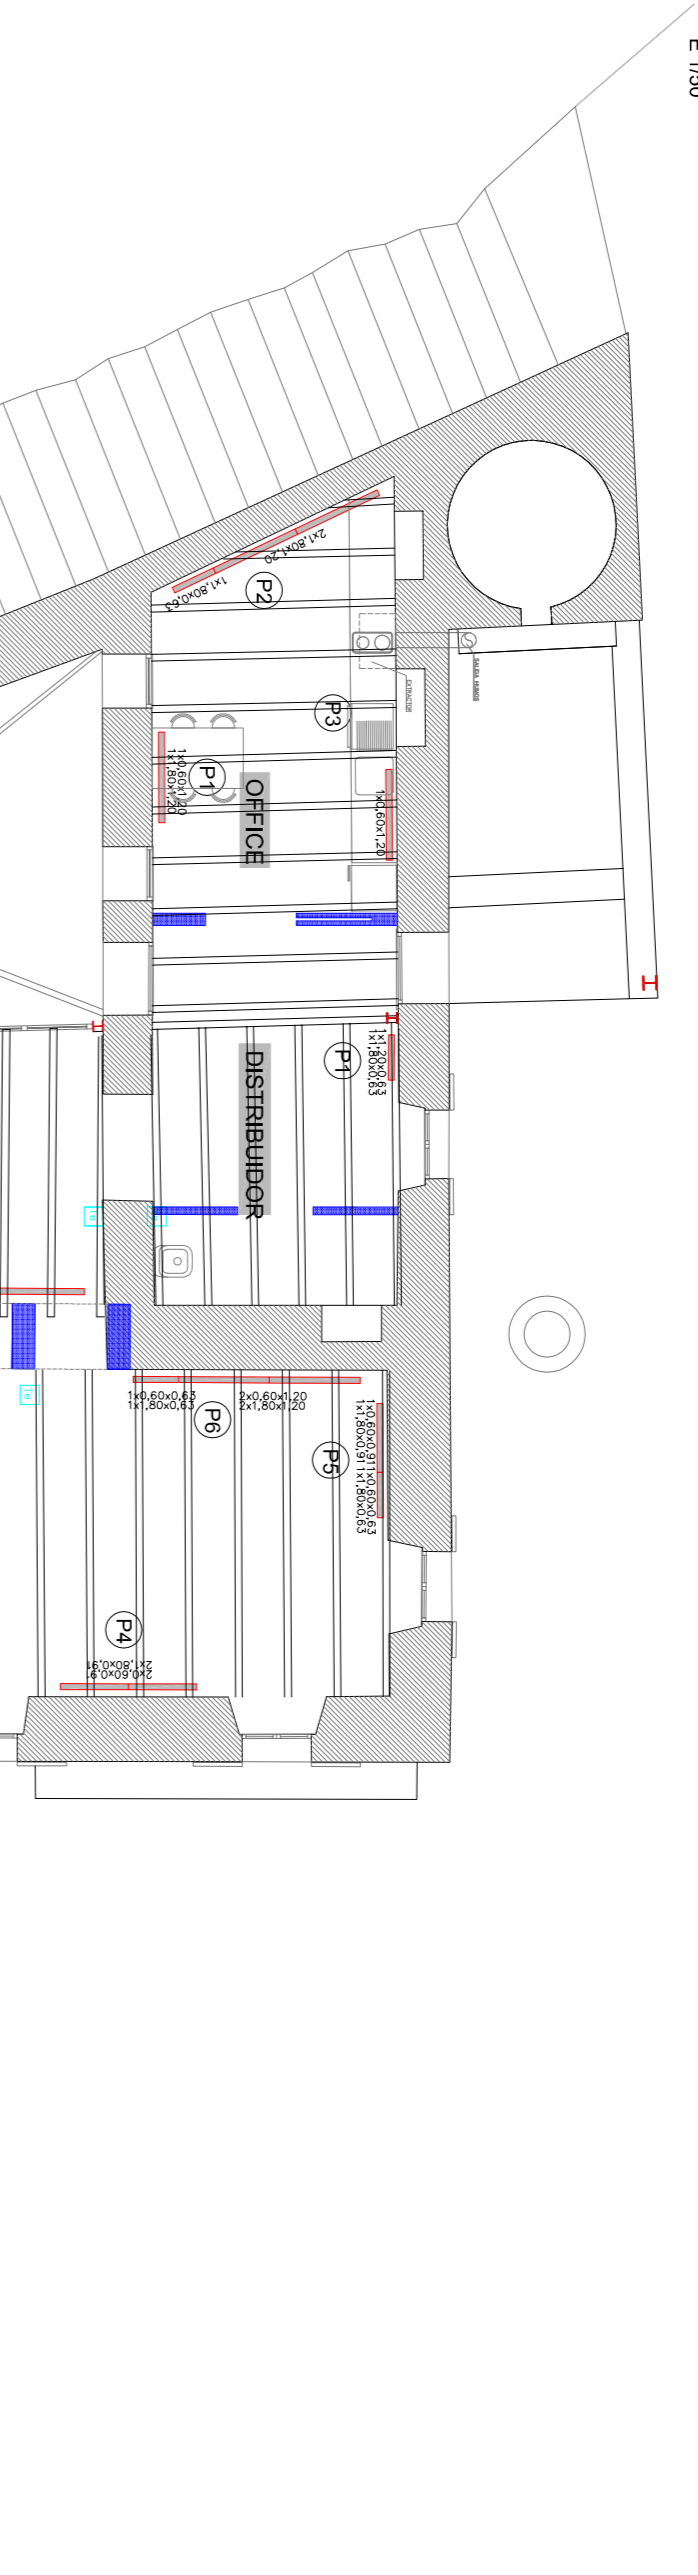 E 1/50
2x1,80x1,20
1x1,80x0,63
P2
SALIDA HUMOS
EXTRACTOR
P3
1x0,60x1,20
1x1,80x1,20
P1
OFFICE
1x0,60x1,20
P1
1x1,20x0,63
1x1,80x0,63
DISTRIBUIDOR
Te
Te
1x0,60x0,63
1x1,80x0,63
2x0,60x1,20
2x1,80x1,20
P6
P5
1x0,60x0,91
1x0,60x0,63
1x1,80x0,91
1x1,80x0,63
P4
2x0,60x0,91
2x1,80x0,91